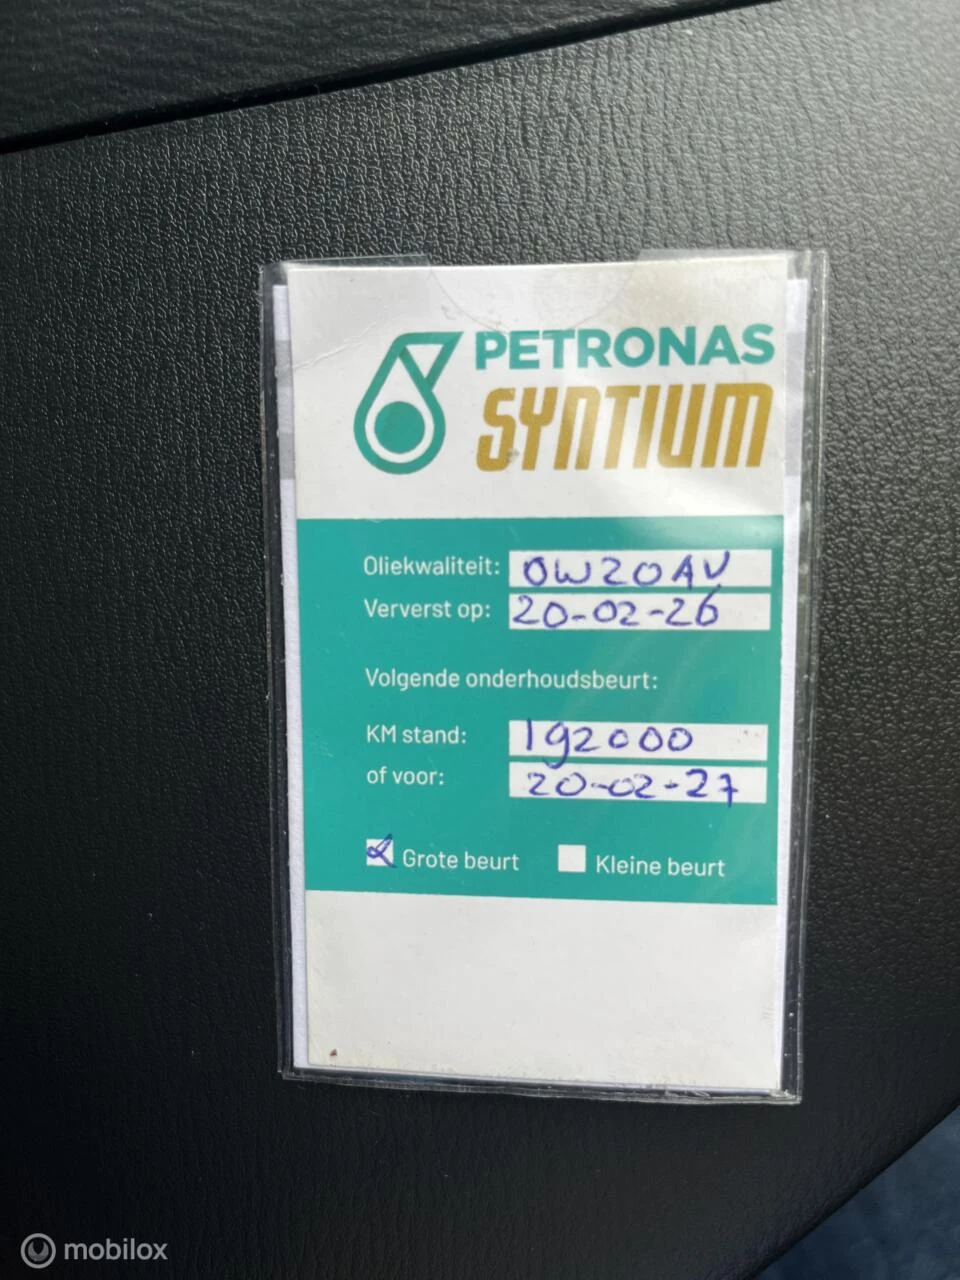 PETRONAS
SYNTIUM
Oliekwaliteit: 0W20AV
Ververst op: 20-02-26
Volgende onderhoudsbeurt:
KM stand: 192000
of voor: 20-02-27
Grote beurt Kleine beurt
mobilox